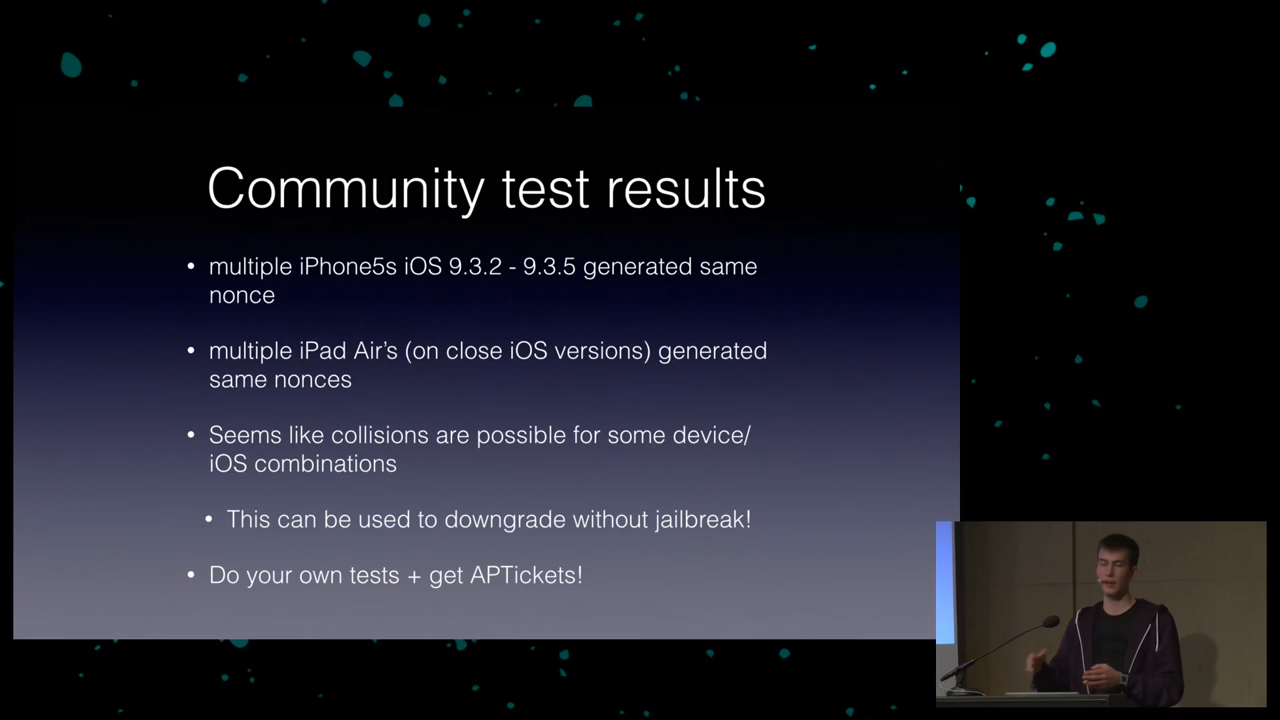 Community test results
• multiple iPhone5s iOS 9.3.2 - 9.3.5 generated same
nonce
• multiple iPad Air’s (on close iOS versions) generated
same nonces
• Seems like collisions are possible for some device/
iOS combinations
• This can be used to downgrade without jailbreak!
• Do your own tests + get APTickets!